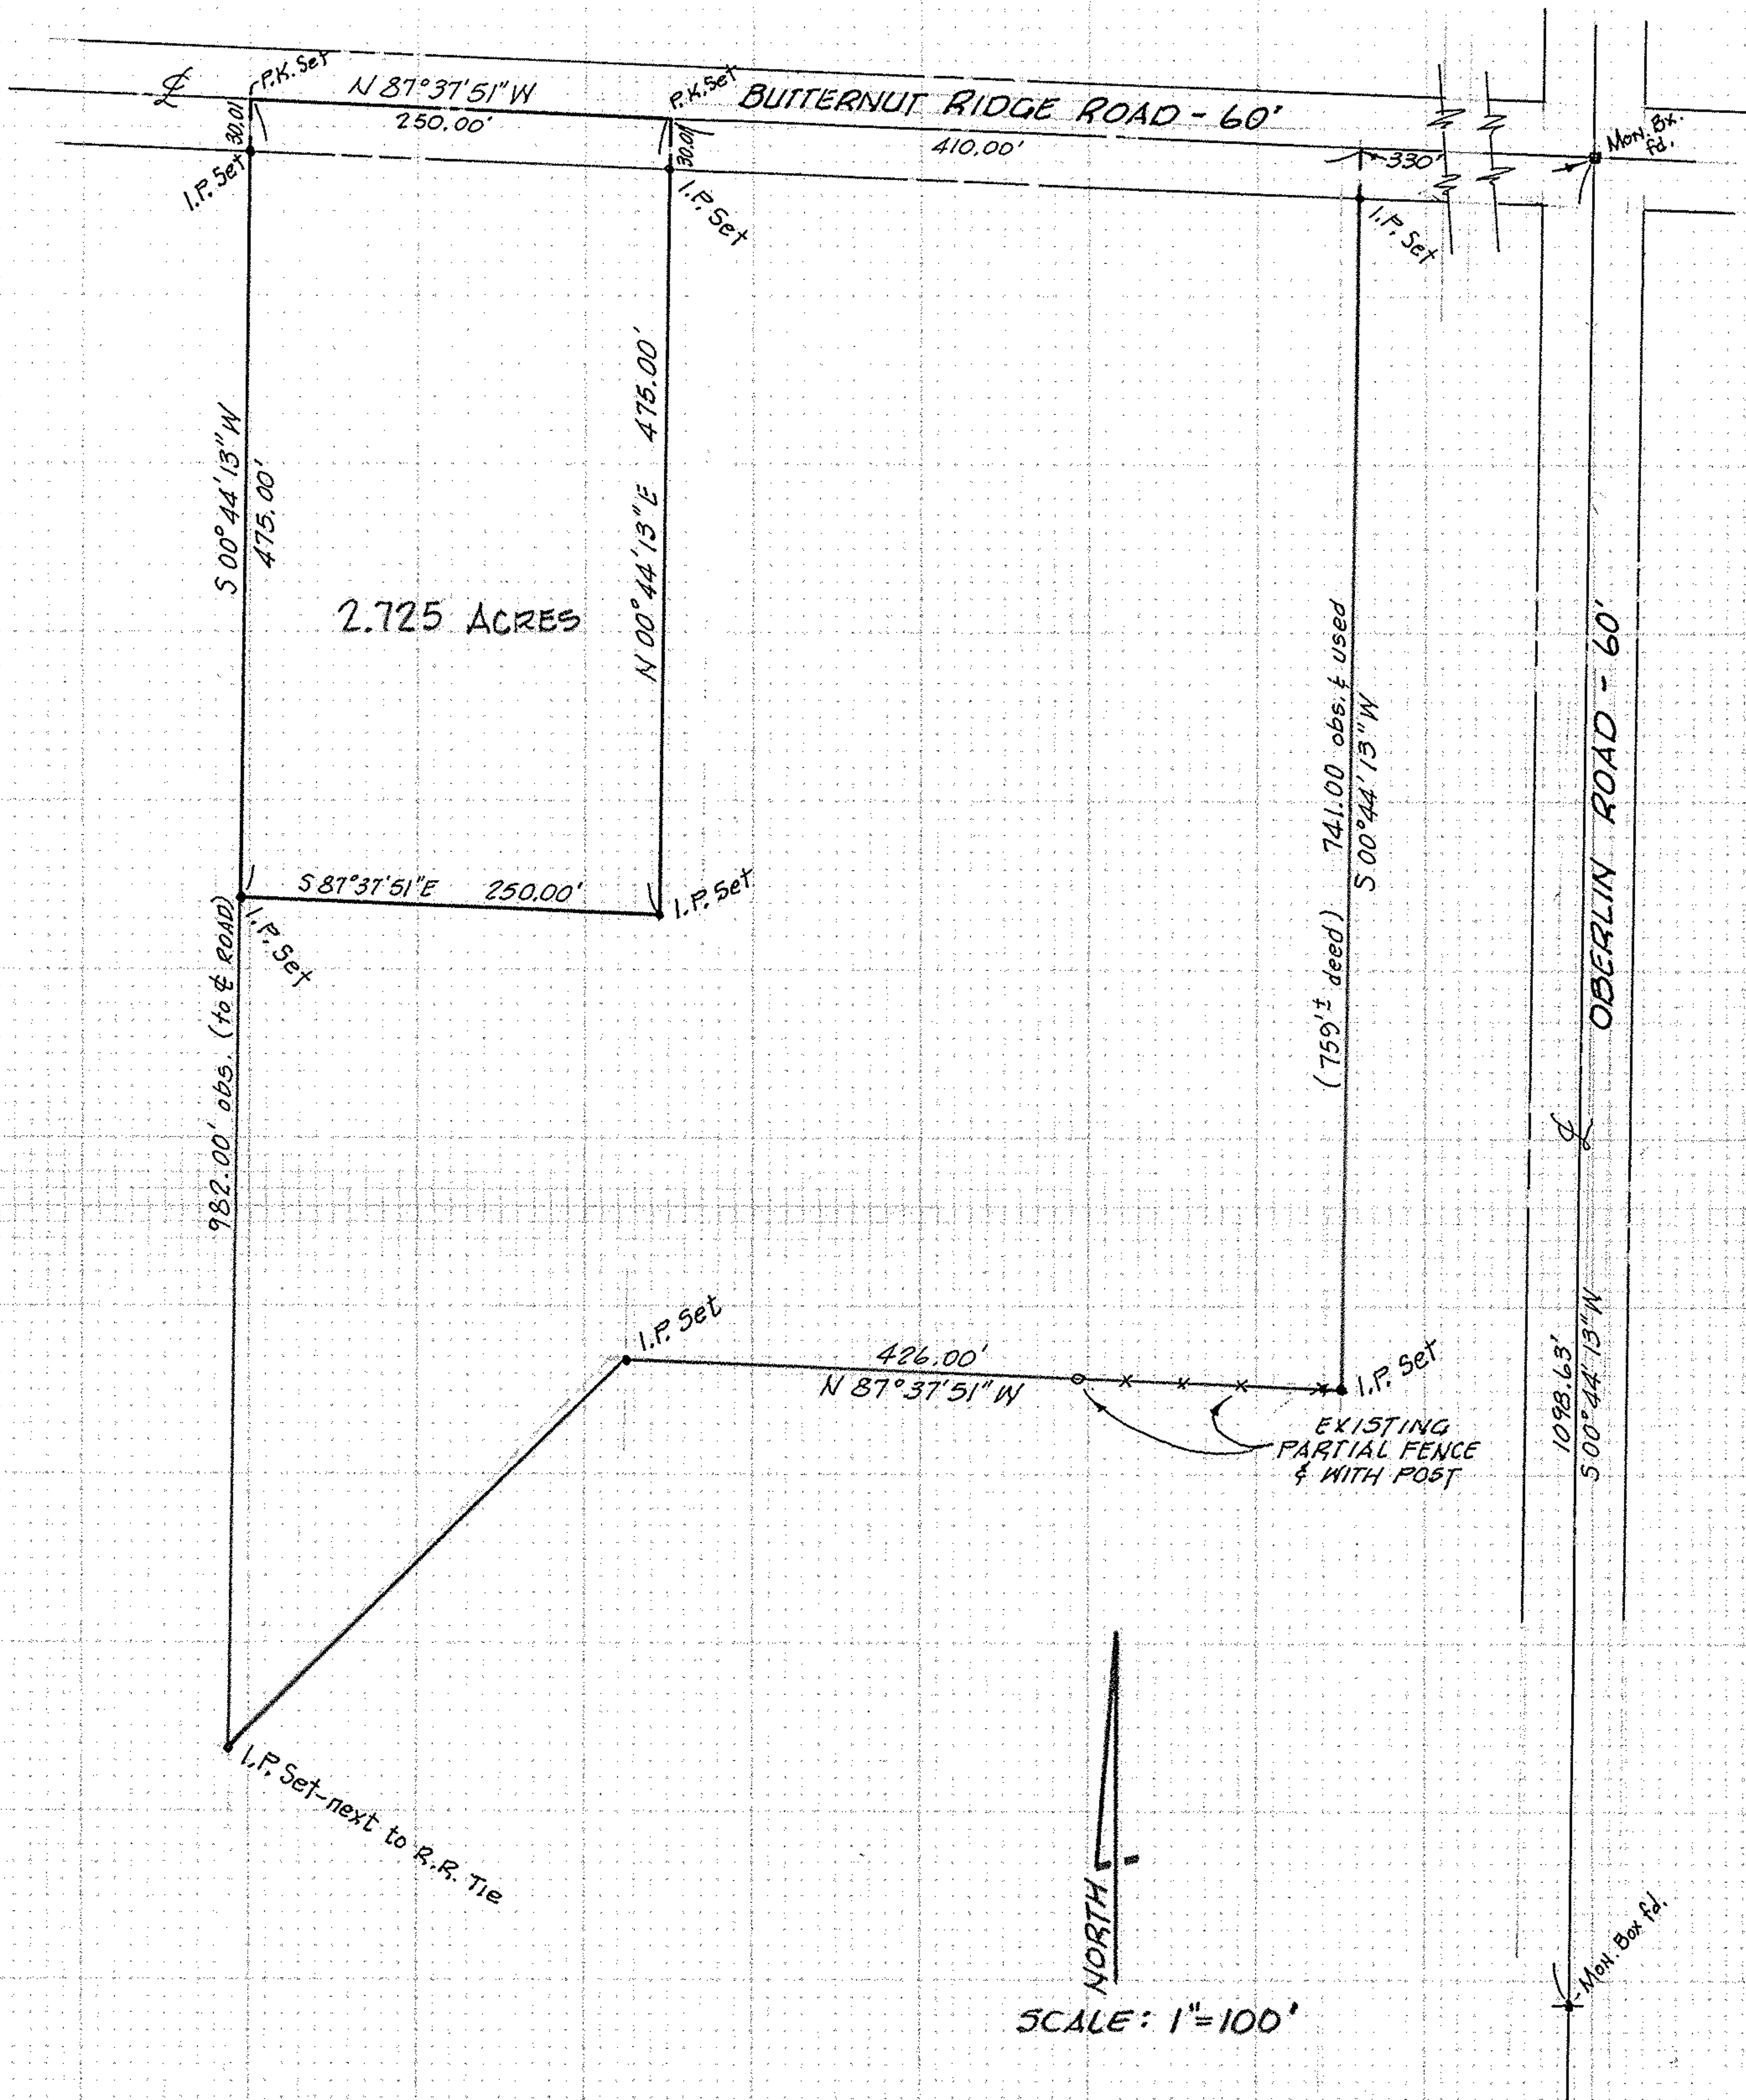 P.K. Set
N 87°37'51" W
250.00'
P.K. Set
BUTTERNUT RIDGE ROAD - 60'
410.00'
330'
Mon. Bx.
fd.
30.01
30.01
I.P. Set
I.P. Set
I.P. Set
S 00° 44' 13" W
475.00'
N 00° 44' 13" E 475.00'
2.725 ACRES
741.00 obs. & used
(759'± deed)
S 00° 44' 13" W
OBERLIN ROAD - 60'
S 87°37'51" E 250.00'
I.P. Set
I.P. Set
982.00' obs. (to ℄ ROAD)
℄
℄
I.P. Set
426.00'
N 87°37'51" W
I.P. Set
EXISTING
PARTIAL FENCE
& WITH POST
1098.63'
S 00° 44' 13" W
I.P. Set-next to R.R. Tie
NORTH
SCALE: 1"=100'
Mon. Box fd.